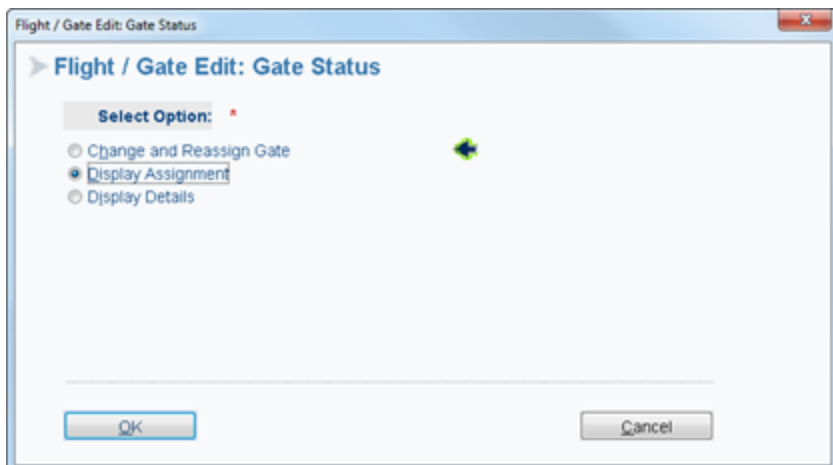 Flight / Gate Edit: Gate Status
Flight / Gate Edit: Gate Status
Select Option: *
Change and Reassign Gate
Display Assignment
Display Details
OK
Cancel